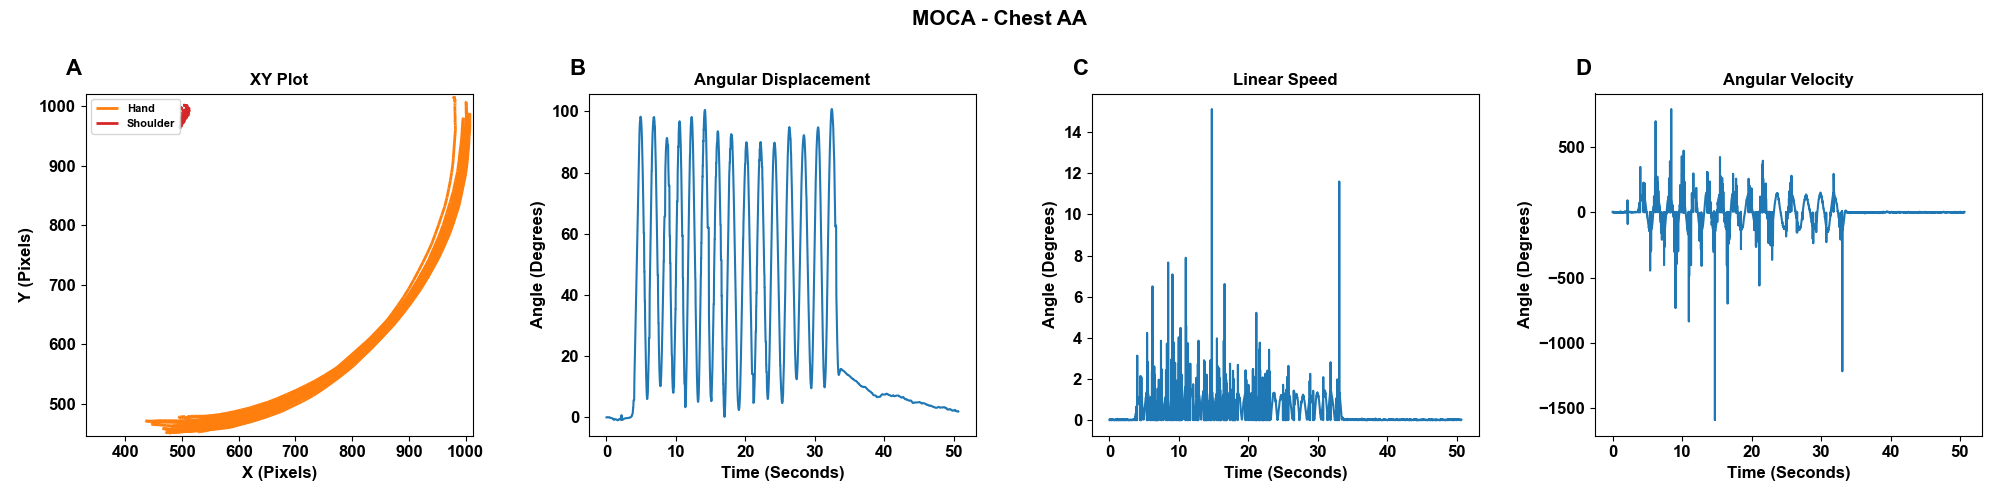 MOCA - Chest AA
A
XY Plot
Hand
Shoulder
1000
900
800
700
600
500
Y (Pixels)
400 500 600 700 800 900 1000
X (Pixels)
B
Angular Displacement
100
80
60
40
20
0
Angle (Degrees)
0 10 20 30 40 50
Time (Seconds)
C
Linear Speed
14
12
10
8
6
4
2
0
Angle (Degrees)
0 10 20 30 40 50
Time (Seconds)
D
Angular Velocity
500
0
−500
−1000
−1500
Angle (Degrees)
0 10 20 30 40 50
Time (Seconds)